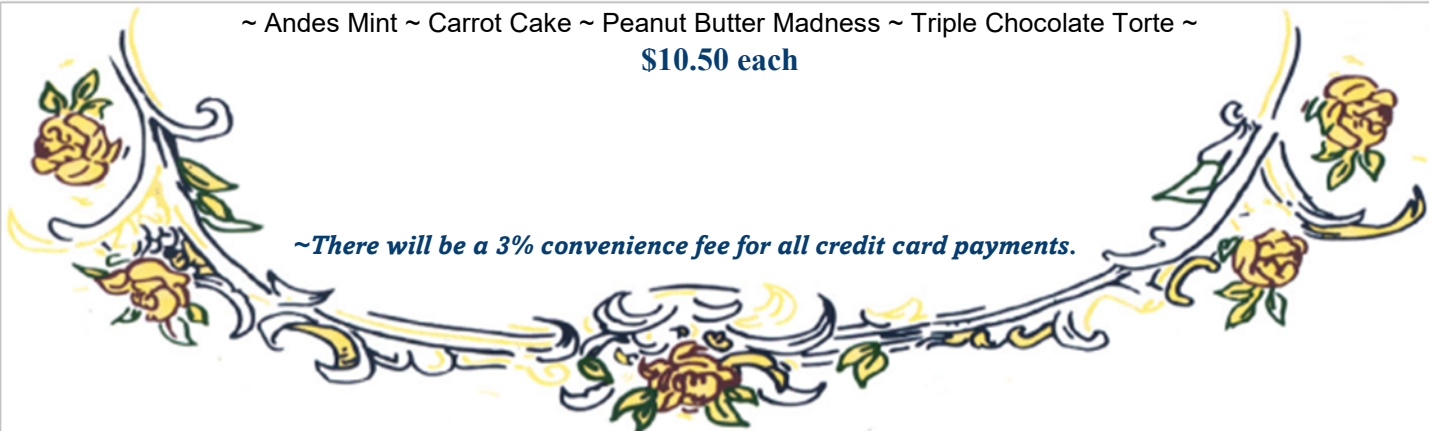 ~ Andes Mint ~ Carrot Cake ~ Peanut Butter Madness ~ Triple Chocolate Torte ~
$10.50 each
~There will be a 3% convenience fee for all credit card payments.